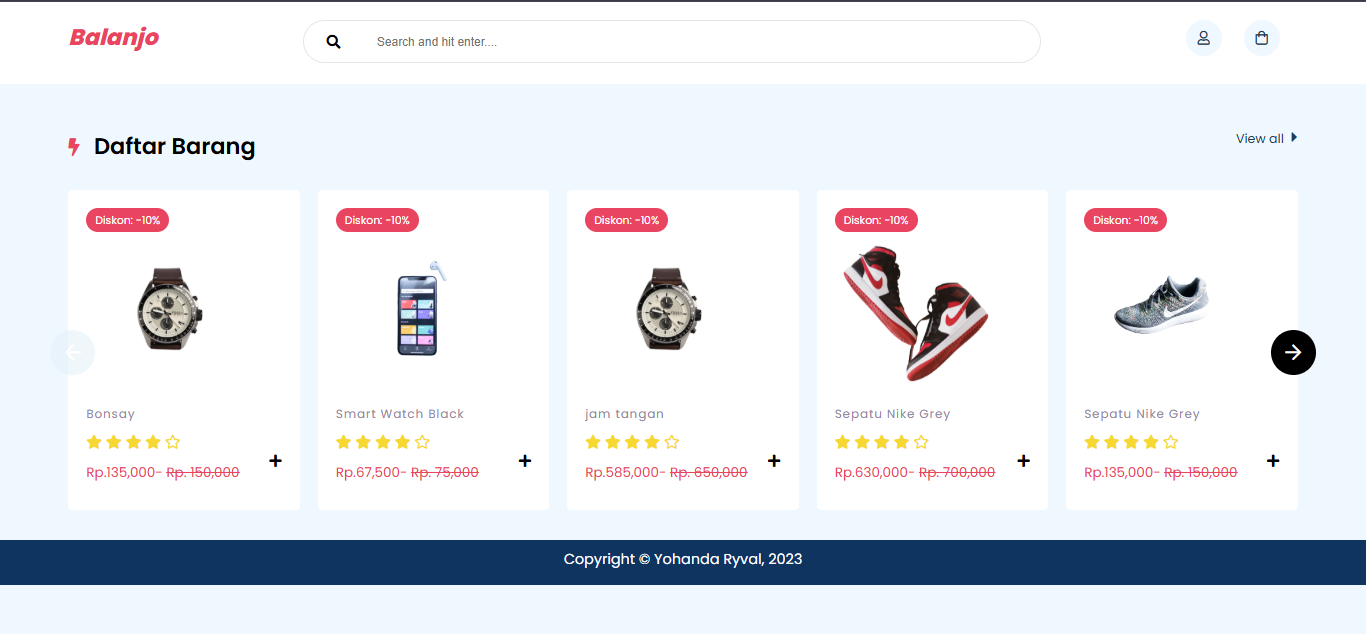 Balanjo
Search and hit enter....
Daftar Barang
View all
Diskon: -10%
Diskon: -10%
Diskon: -10%
Diskon: -10%
Diskon: -10%
Bonsay
Smart Watch Black
jam tangan
Sepatu Nike Grey
Sepatu Nike Grey
Rp.135,000- Rp. 150,000
Rp.67,500- Rp. 75,000
Rp.585,000- Rp. 650,000
Rp.630,000- Rp. 700,000
Rp.135,000- Rp. 150,000
Copyright © Yohanda Ryval, 2023